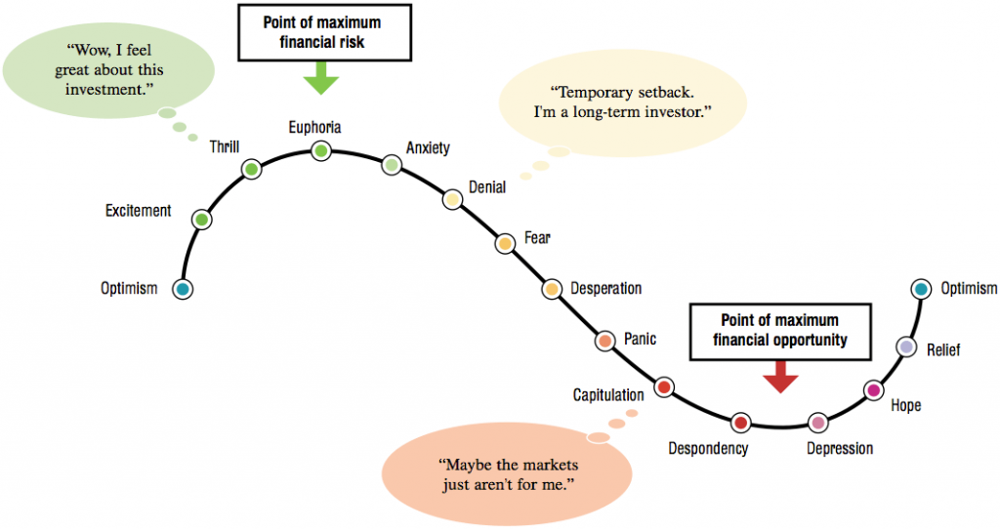 Point of maximum
financial risk
“Wow, I feel
great about this
investment.”
“Temporary setback.
I'm a long-term investor.”
Euphoria
Thrill
Anxiety
Denial
Excitement
Fear
Optimism
Desperation
Optimism
Point of maximum
financial opportunity
Panic
Relief
Capitulation
Hope
Despondency
Depression
“Maybe the markets
just aren't for me.”